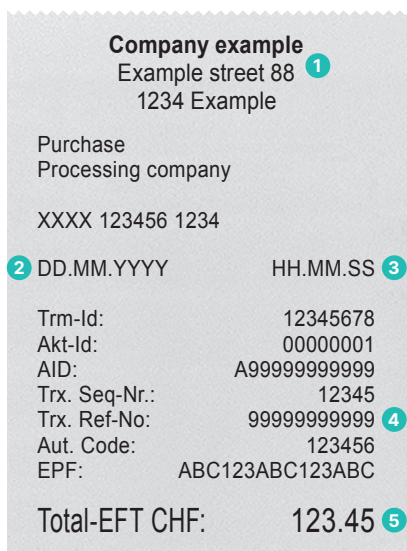 Company example
Example street 88 1
1234 Example
Purchase
Processing company
XXXX 123456 1234
2 DD.MM.YYYY HH.MM.SS 3
Trm-Id: 12345678
Akt-Id: 00000001
AID: A99999999999
Trx. Seq-Nr.: 12345
Trx. Ref-No: 99999999999 4
Aut. Code: 123456
EPF: ABC123ABC123ABC
Total-EFT CHF: 123.45 5